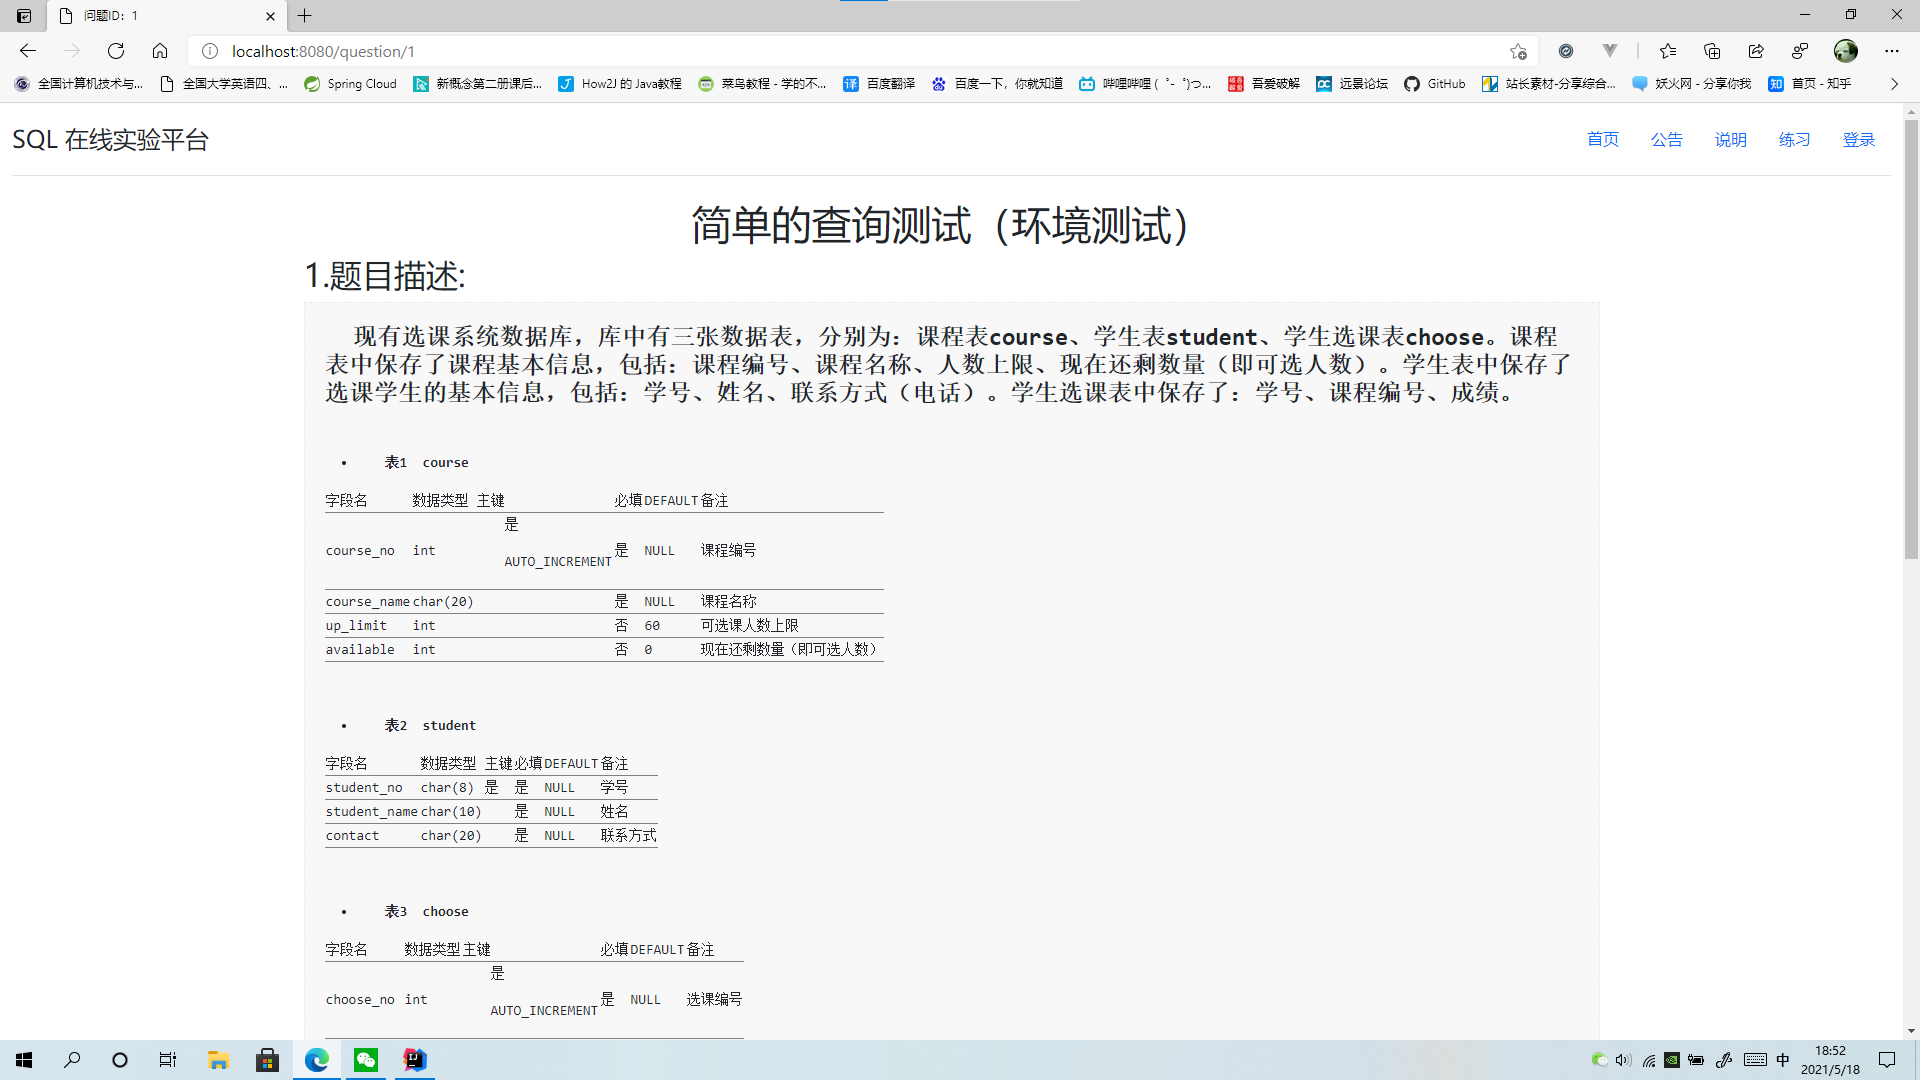 问题ID: 1
localhost:8080/question/1
全国计算机技术与... 全国大学英语四、... Spring Cloud 新概念第二册课后... How2J 的 Java教程 菜鸟教程 - 学的不... 百度翻译 百度一下，你就知道 哔哩哔哩 ( ゜- ゜)つ... 吾爱破解 远景论坛 GitHub 站长素材-分享综合... 妖火网 - 分享你我 首页 - 知乎
SQL 在线实验平台 首页 公告 说明 练习 登录
简单的查询测试（环境测试）
1.题目描述:
现有选课系统数据库，库中有三张数据表，分别为：课程表course、学生表student、学生选课表choose。课程
表中保存了课程基本信息，包括：课程编号、课程名称、人数上限、现在还剩数量（即可选人数）。学生表中保存了
选课学生的基本信息，包括：学号、姓名、联系方式（电话）。学生选课表中保存了：学号、课程编号、成绩。
• 表1 course
字段名 数据类型 主键 必填 DEFAULT 备注
是
course_no int AUTO_INCREMENT 是 NULL 课程编号
course_name char(20) 是 NULL 课程名称
up_limit int 否 60 可选课人数上限
available int 否 0 现在还剩数量（即可选人数）
• 表2 student
字段名 数据类型 主键 必填 DEFAULT 备注
student_no char(8) 是 是 NULL 学号
student_name char(10) 是 NULL 姓名
contact char(20) 是 NULL 联系方式
• 表3 choose
字段名 数据类型 主键 必填 DEFAULT 备注
是
choose_no int AUTO_INCREMENT 是 NULL 选课编号
中 18:52
2021/5/18